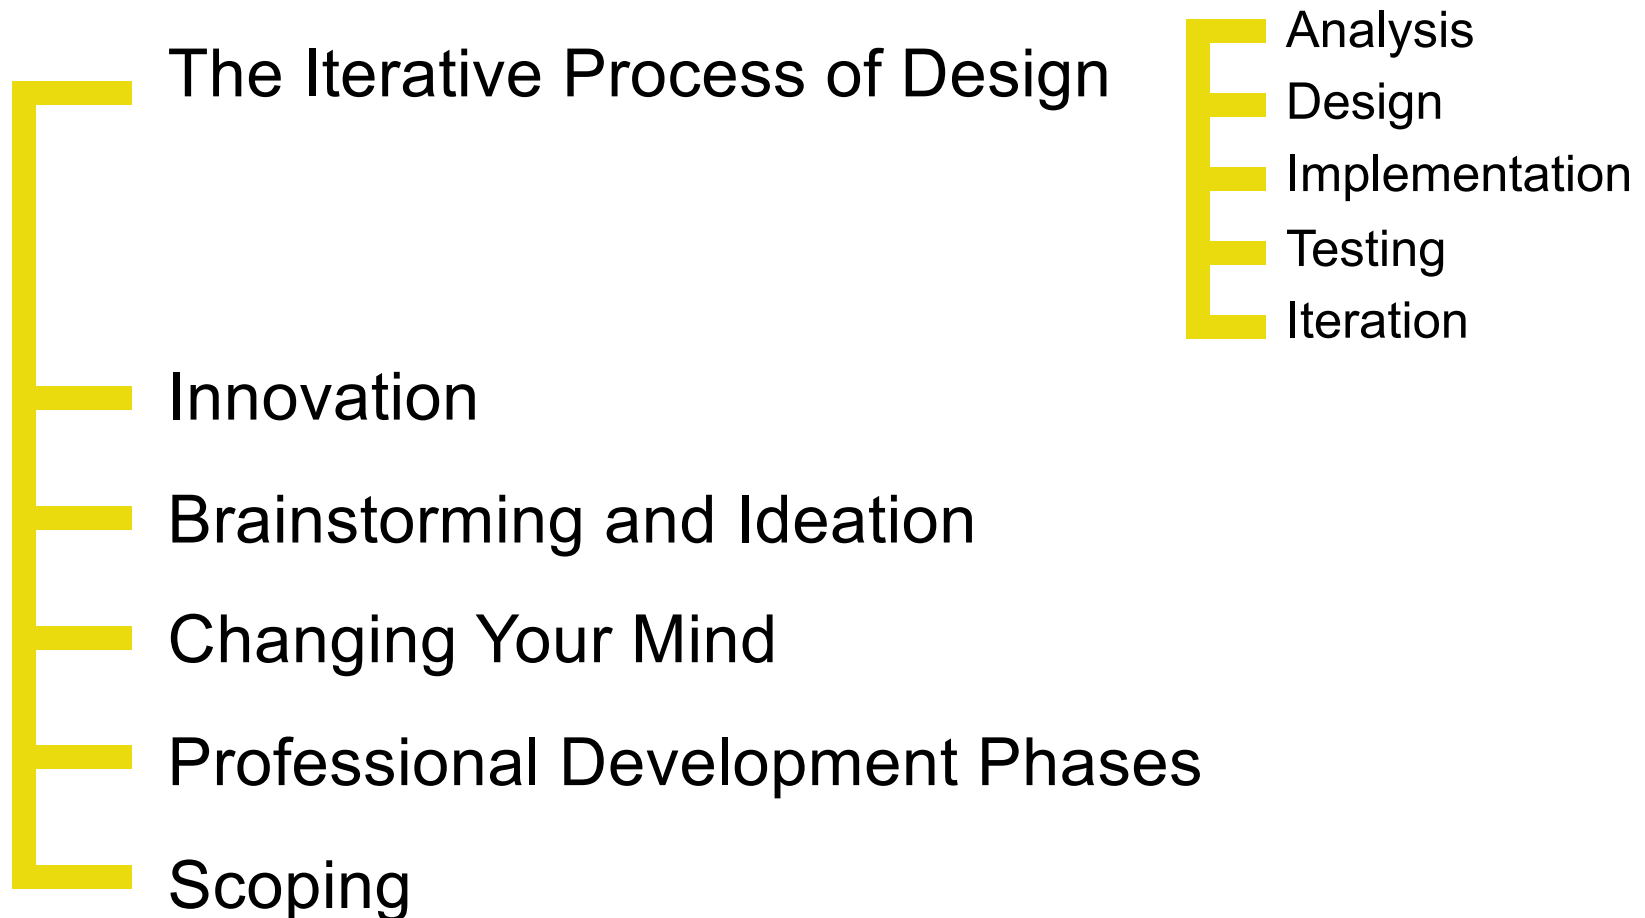 The Iterative Process of Design
Analysis
Design
Implementation
Testing
Iteration
Innovation
Brainstorming and Ideation
Changing Your Mind
Professional Development Phases
Scoping